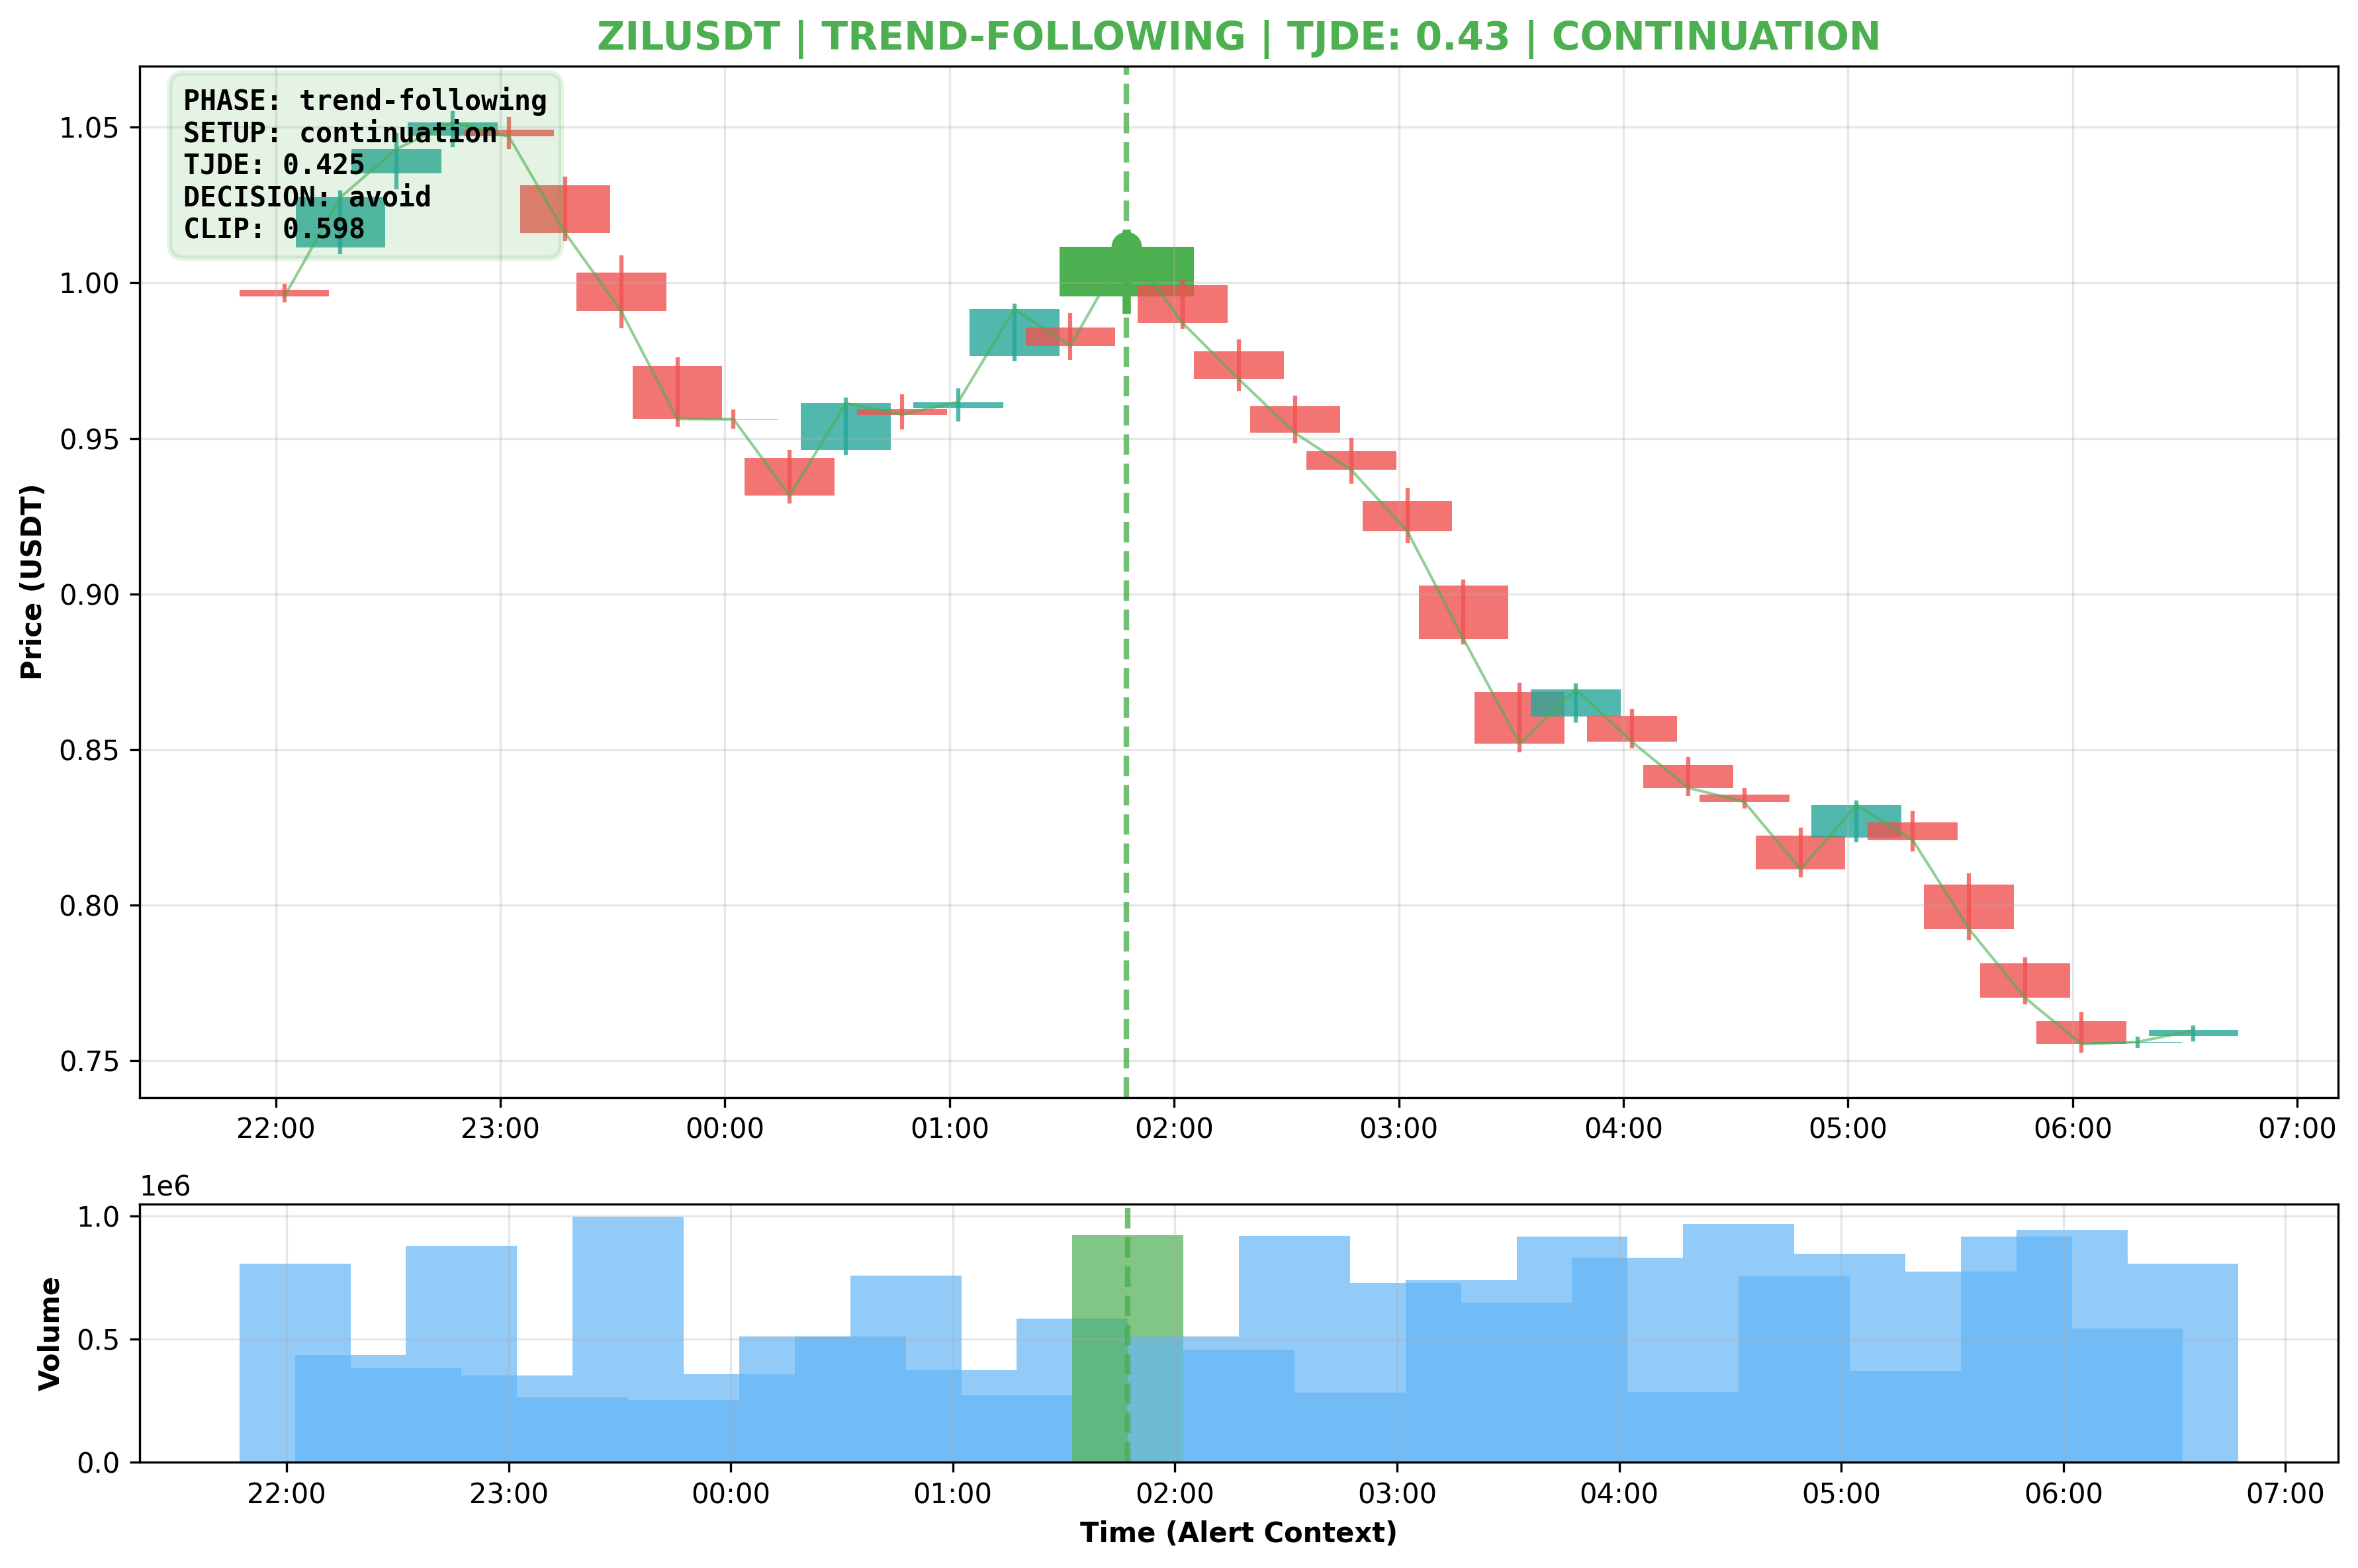 ZILUSDT | TREND-FOLLOWING | TJDE: 0.43 | CONTINUATION
PHASE: trend-following
SETUP: continuation
TJDE: 0.425
DECISION: avoid
CLIP: 0.598
Price (USDT)
1.05
1.00
0.95
0.90
0.85
0.80
0.75
22:00 23:00 00:00 01:00 02:00 03:00 04:00 05:00 06:00 07:00
1e6
Volume
1.0
0.5
0.0
22:00 23:00 00:00 01:00 02:00 03:00 04:00 05:00 06:00 07:00
Time (Alert Context)